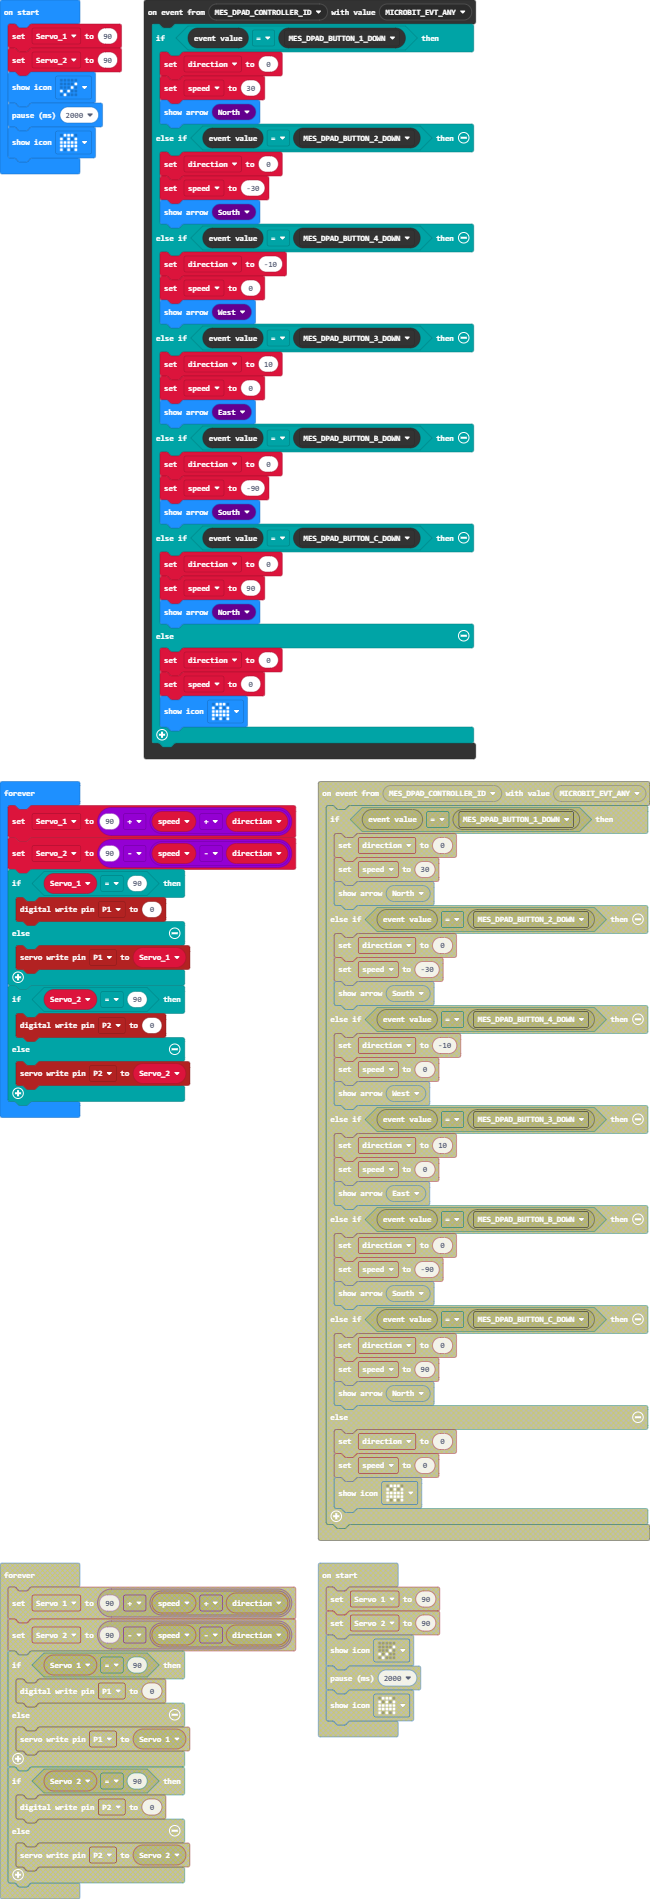 on start
set Servo_1 to 90
set Servo_2 to 90
show icon
pause (ms) 2000
show icon
on event from MES_DPAD_CONTROLLER_ID with value MICROBIT_EVT_ANY
if event value = MES_DPAD_BUTTON_1_DOWN then
set direction to 0
set speed to 30
show arrow North
else if event value = MES_DPAD_BUTTON_2_DOWN then
set direction to 0
set speed to -30
show arrow South
else if event value = MES_DPAD_BUTTON_4_DOWN then
set direction to -10
set speed to 0
show arrow West
else if event value = MES_DPAD_BUTTON_3_DOWN then
set direction to 10
set speed to 0
show arrow East
else if event value = MES_DPAD_BUTTON_B_DOWN then
set direction to 0
set speed to -90
show arrow South
else if event value = MES_DPAD_BUTTON_C_DOWN then
set direction to 0
set speed to 90
show arrow North
else
set direction to 0
set speed to 0
show icon
forever
set Servo_1 to 90 + speed + direction
set Servo_2 to 90 - speed - direction
if Servo_1 = 90 then
digital write pin P1 to 0
else
servo write pin P1 to Servo_1
if Servo_2 = 90 then
digital write pin P2 to 0
else
servo write pin P2 to Servo_2
on event from MES_DPAD_CONTROLLER_ID with value MICROBIT_EVT_ANY
if event value = MES_DPAD_BUTTON_1_DOWN then
set direction to 0
set speed to 30
show arrow North
else if event value = MES_DPAD_BUTTON_2_DOWN then
set direction to 0
set speed to -30
show arrow South
else if event value = MES_DPAD_BUTTON_4_DOWN then
set direction to -10
set speed to 0
show arrow West
else if event value = MES_DPAD_BUTTON_3_DOWN then
set direction to 10
set speed to 0
show arrow East
else if event value = MES_DPAD_BUTTON_B_DOWN then
set direction to 0
set speed to -90
show arrow South
else if event value = MES_DPAD_BUTTON_C_DOWN then
set direction to 0
set speed to 90
show arrow North
else
set direction to 0
set speed to 0
show icon
forever
set Servo 1 to 90 + speed + direction
set Servo 2 to 90 - speed - direction
if Servo 1 = 90 then
digital write pin P1 to 0
else
servo write pin P1 to Servo 1
if Servo 2 = 90 then
digital write pin P2 to 0
else
servo write pin P2 to Servo 2
on start
set Servo 1 to 90
set Servo 2 to 90
show icon
pause (ms) 2000
show icon